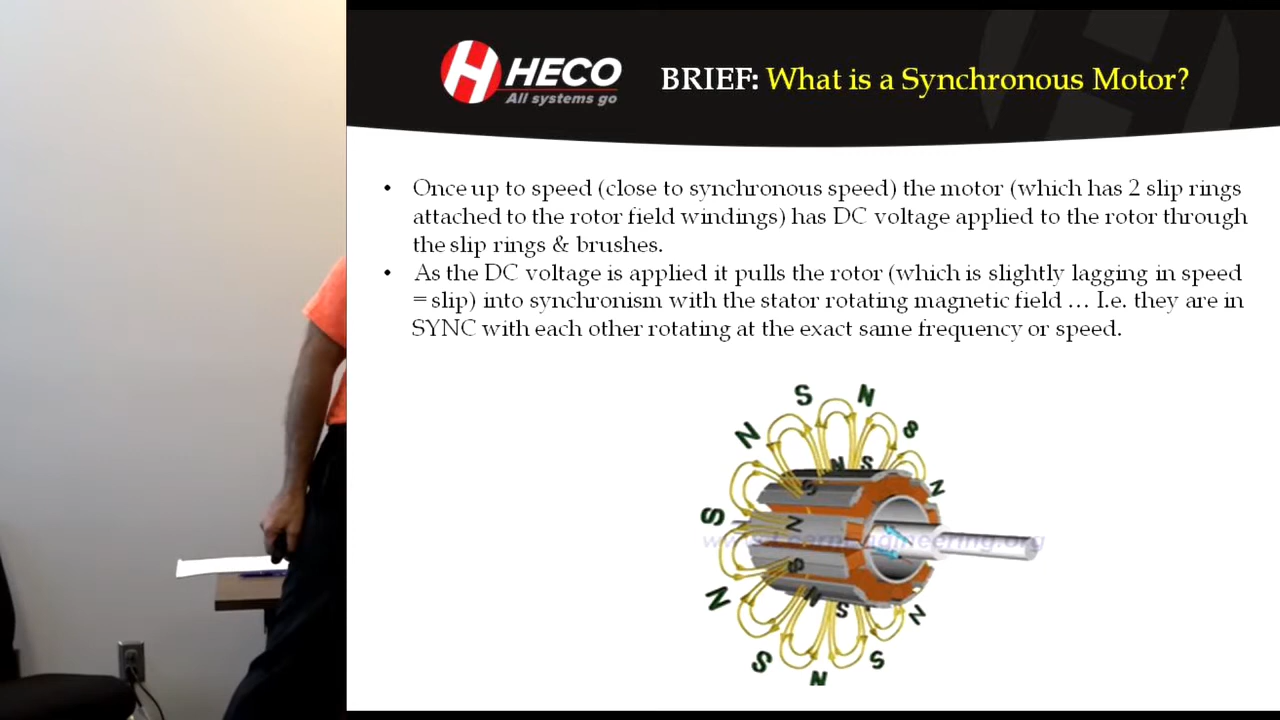 HECO
All systems go
BRIEF: What is a Synchronous Motor?
• Once up to speed (close to synchronous speed) the motor (which has 2 slip rings
attached to the rotor field windings) has DC voltage applied to the rotor through
the slip rings & brushes.
• As the DC voltage is applied it pulls the rotor (which is slightly lagging in speed
= slip) into synchronism with the stator rotating magnetic field … I.e. they are in
SYNC with each other rotating at the exact same frequency or speed.
S N
N S
N S
S N
S
N
www.LearnEngineering.org
S
N N S N
S S
N